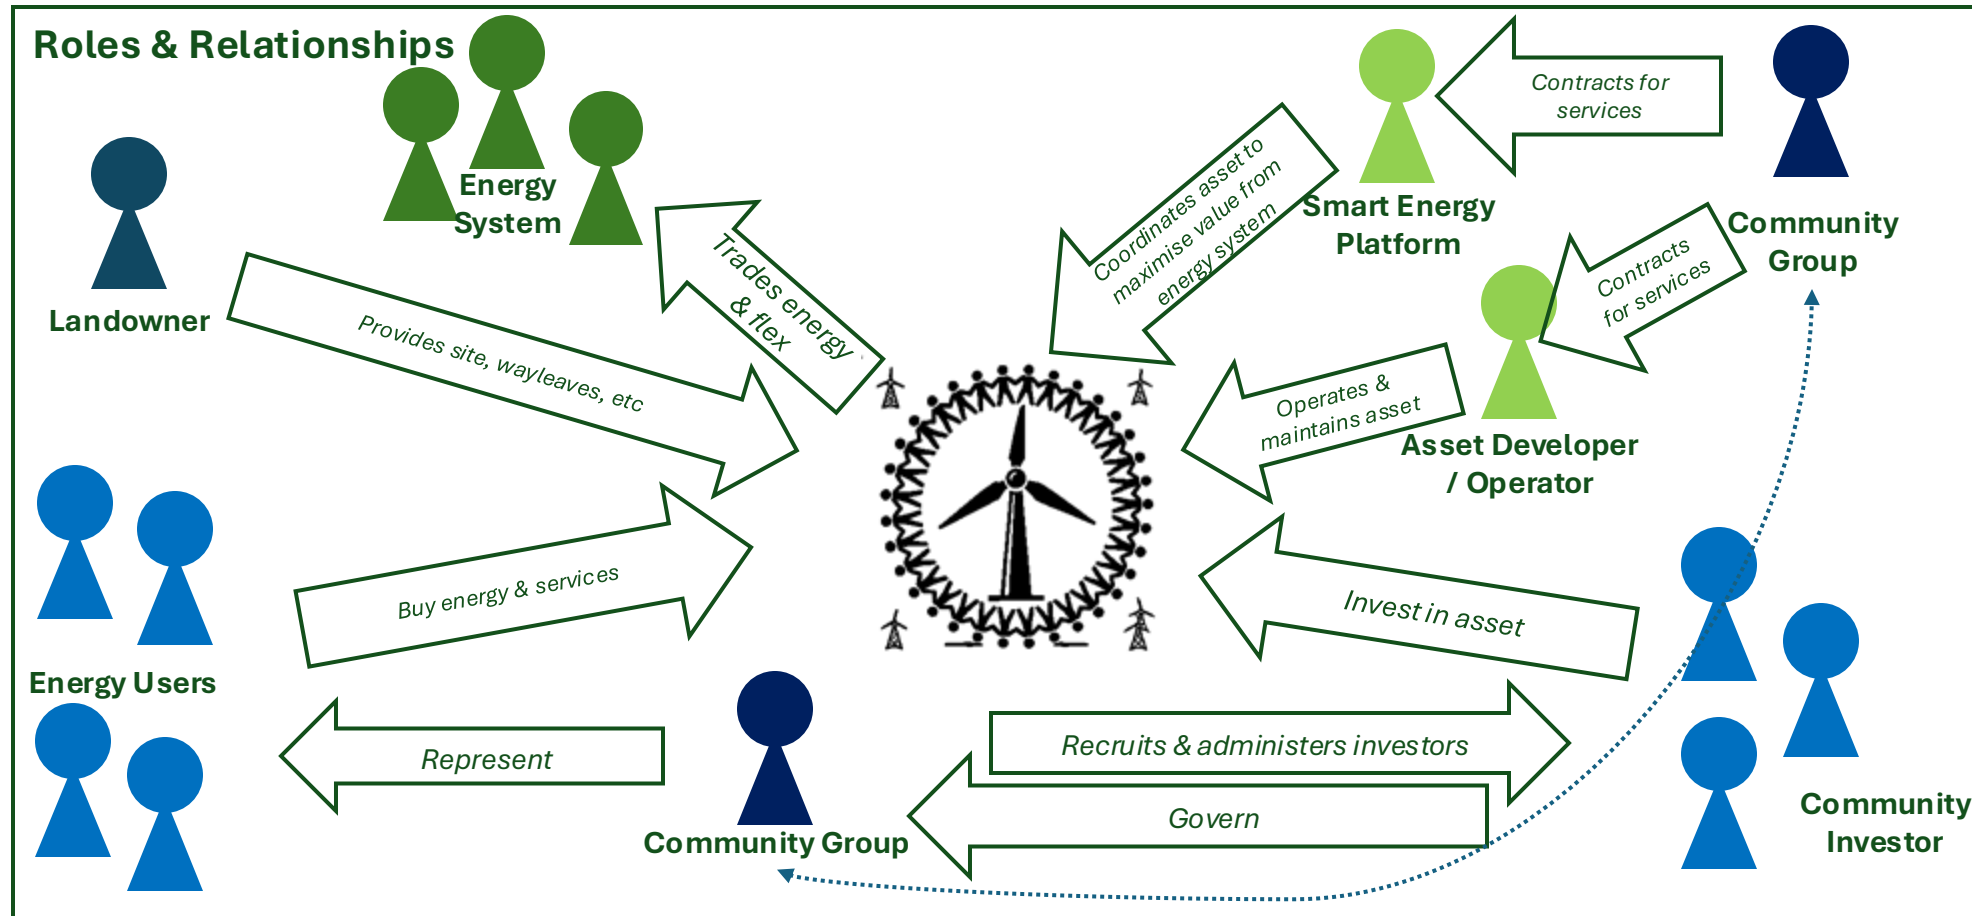 Roles & Relationships
Energy
System
Landowner
Trades energy
& flex
Provides site, wayleaves, etc
Coordinates asset to
maximise value from
energy system
Smart Energy
Platform
Contracts for
services
Community
Group
Contracts
for services
Operates &
maintains asset
Asset Developer
/ Operator
Buy energy & services
Invest in asset
Energy Users
Represent
Community Group
Recruits & administers investors
Govern
Community
Investor